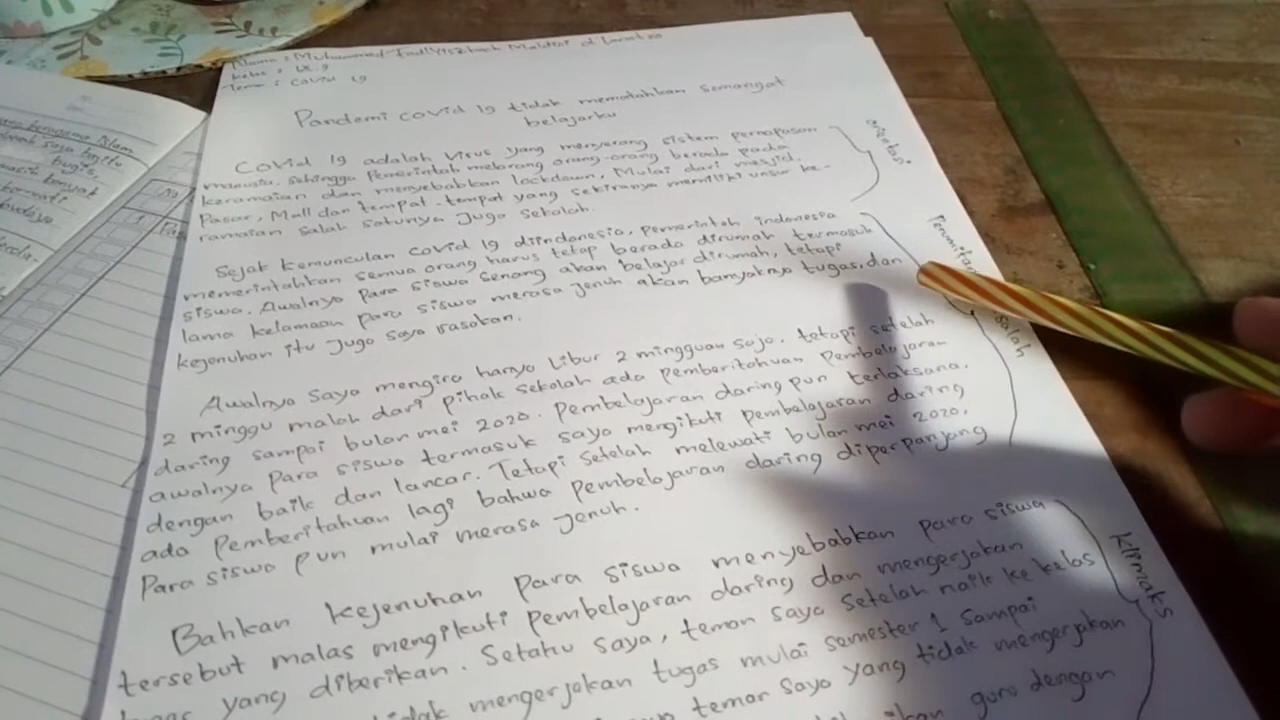 Nama : Muhammad
Kelas : IX.9
Tema : Covid 19
Pandemi covid 19 tidak mematahkan semangat
belajarku
Covid 19 adalah virus yang menyerang sistem pernapasan
manusia. Sehingga Pemerintah melarang orang-orang berada pada
keramaian dan menyebabkan lockdown. Mulai dari masjid,
Pasar, Mall dan tempat-tempat yang sekiranya memiliki unsur ke-
ramaian salah satunya Juga sekolah.
orientasi
Sejak kemunculan covid 19 diindonesia, pemerintah indonesia
memerintahkan semua orang harus tetap berada dirumah termasuk
siswa. Awalnya Para siswa senang akan belajar dirumah, tetapi
lama kelamaan para siswa merasa jenuh akan banyaknya tugas, dan
kejenuhan itu Juga saya rasakan.
salah
Awalnya Saya mengira hanya Libur 2 mingguan saja. tetapi setelah
2 minggu malah dari pihak sekolah ada pemberitahuan Pembelajaran
daring sampai bulan mei 2020. Pembelajaran daring pun terlaksana.
awalnya Para siswa termasuk saya mengikuti pembelajaran daring
dengan baik dan lancar. Tetapi setelah melewati bulan mei 2020,
ada Pemberitahuan lagi bahwa pembelajaran daring diperpanjang
Para siswa pun mulai merasa jenuh.
Bahkan kejenuhan Para siswa menyebabkan para siswa
tersebut malas mengikuti pembelajaran daring dan mengerjakan
yang diberikan. Setahu Saya, teman saya setelah naik ke kelas
tidak mengerjakan tugas mulai semester 1 sampai
teman saya yang tidak mengerjakan
guru dengan
Klimaks